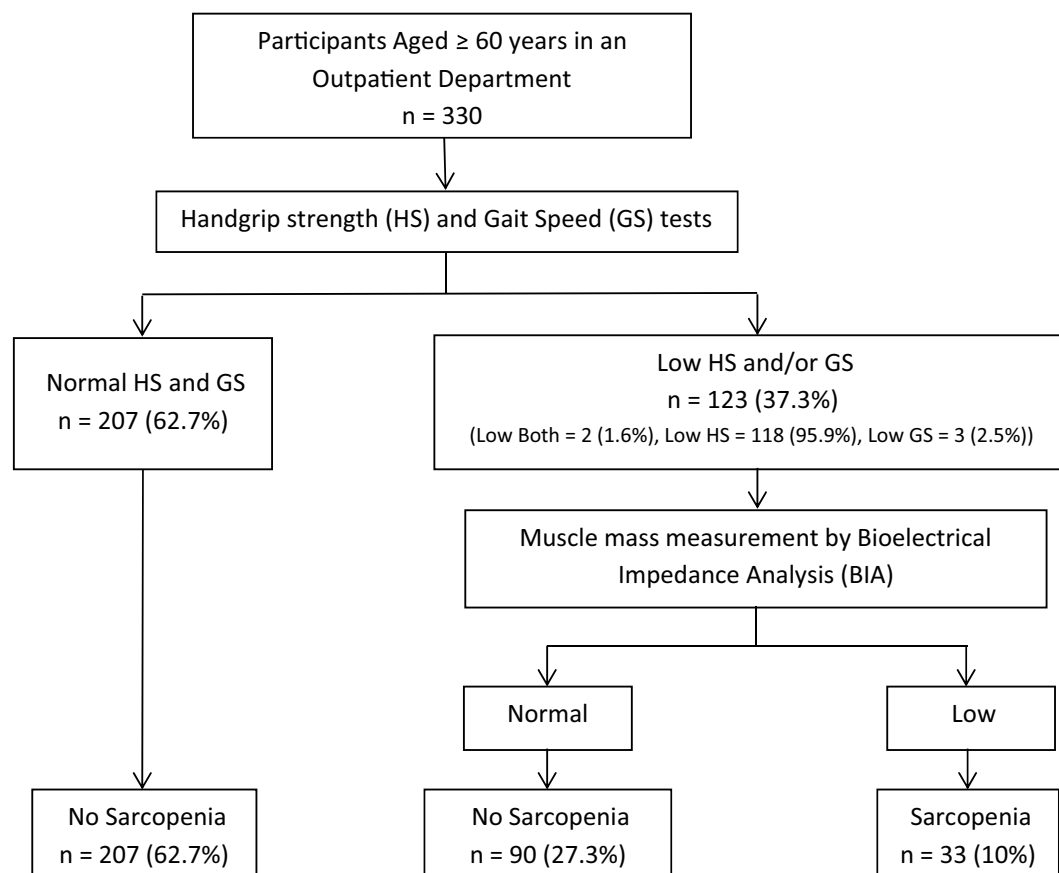 Participants Aged ≥ 60 years in an
Outpatient Department
n = 330
Handgrip strength (HS) and Gait Speed (GS) tests
Normal HS and GS
n = 207 (62.7%)
Low HS and/or GS
n = 123 (37.3%)
(Low Both = 2 (1.6%), Low HS = 118 (95.9%), Low GS = 3 (2.5%))
Muscle mass measurement by Bioelectrical
Impedance Analysis (BIA)
Normal
Low
No Sarcopenia
n = 207 (62.7%)
No Sarcopenia
n = 90 (27.3%)
Sarcopenia
n = 33 (10%)